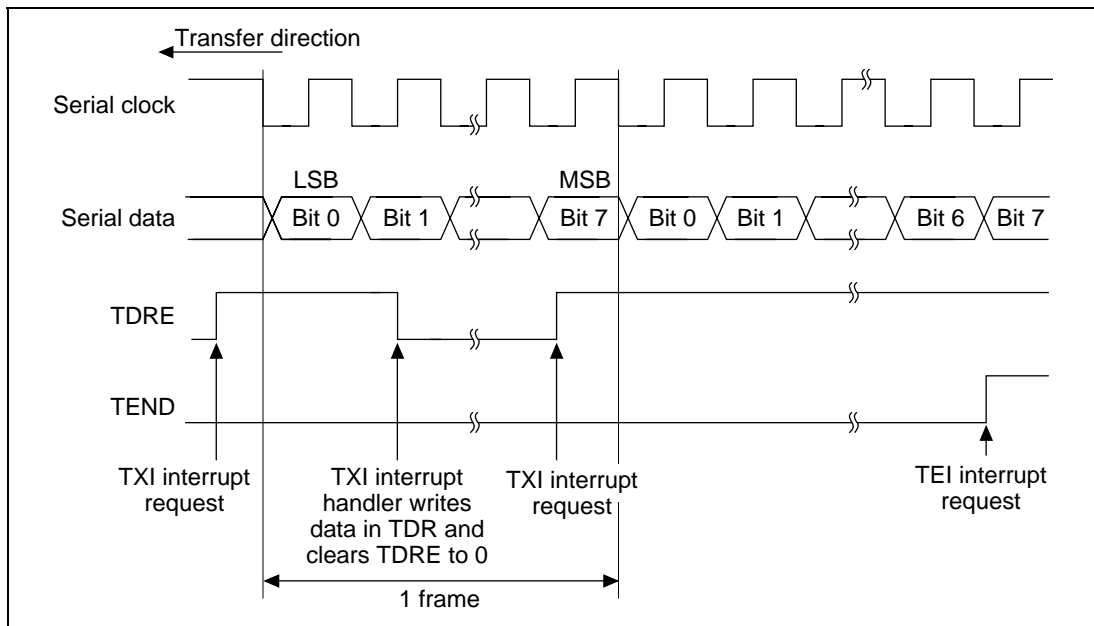 Transfer direction
Serial clock
LSB
MSB
Serial data
Bit 0
Bit 1
Bit 7
Bit 0
Bit 1
Bit 6
Bit 7
TDRE
TEND
TXI interrupt
request
TXI interrupt
handler writes
data in TDR and
clears TDRE to 0
TXI interrupt
request
TEI interrupt
request
1 frame